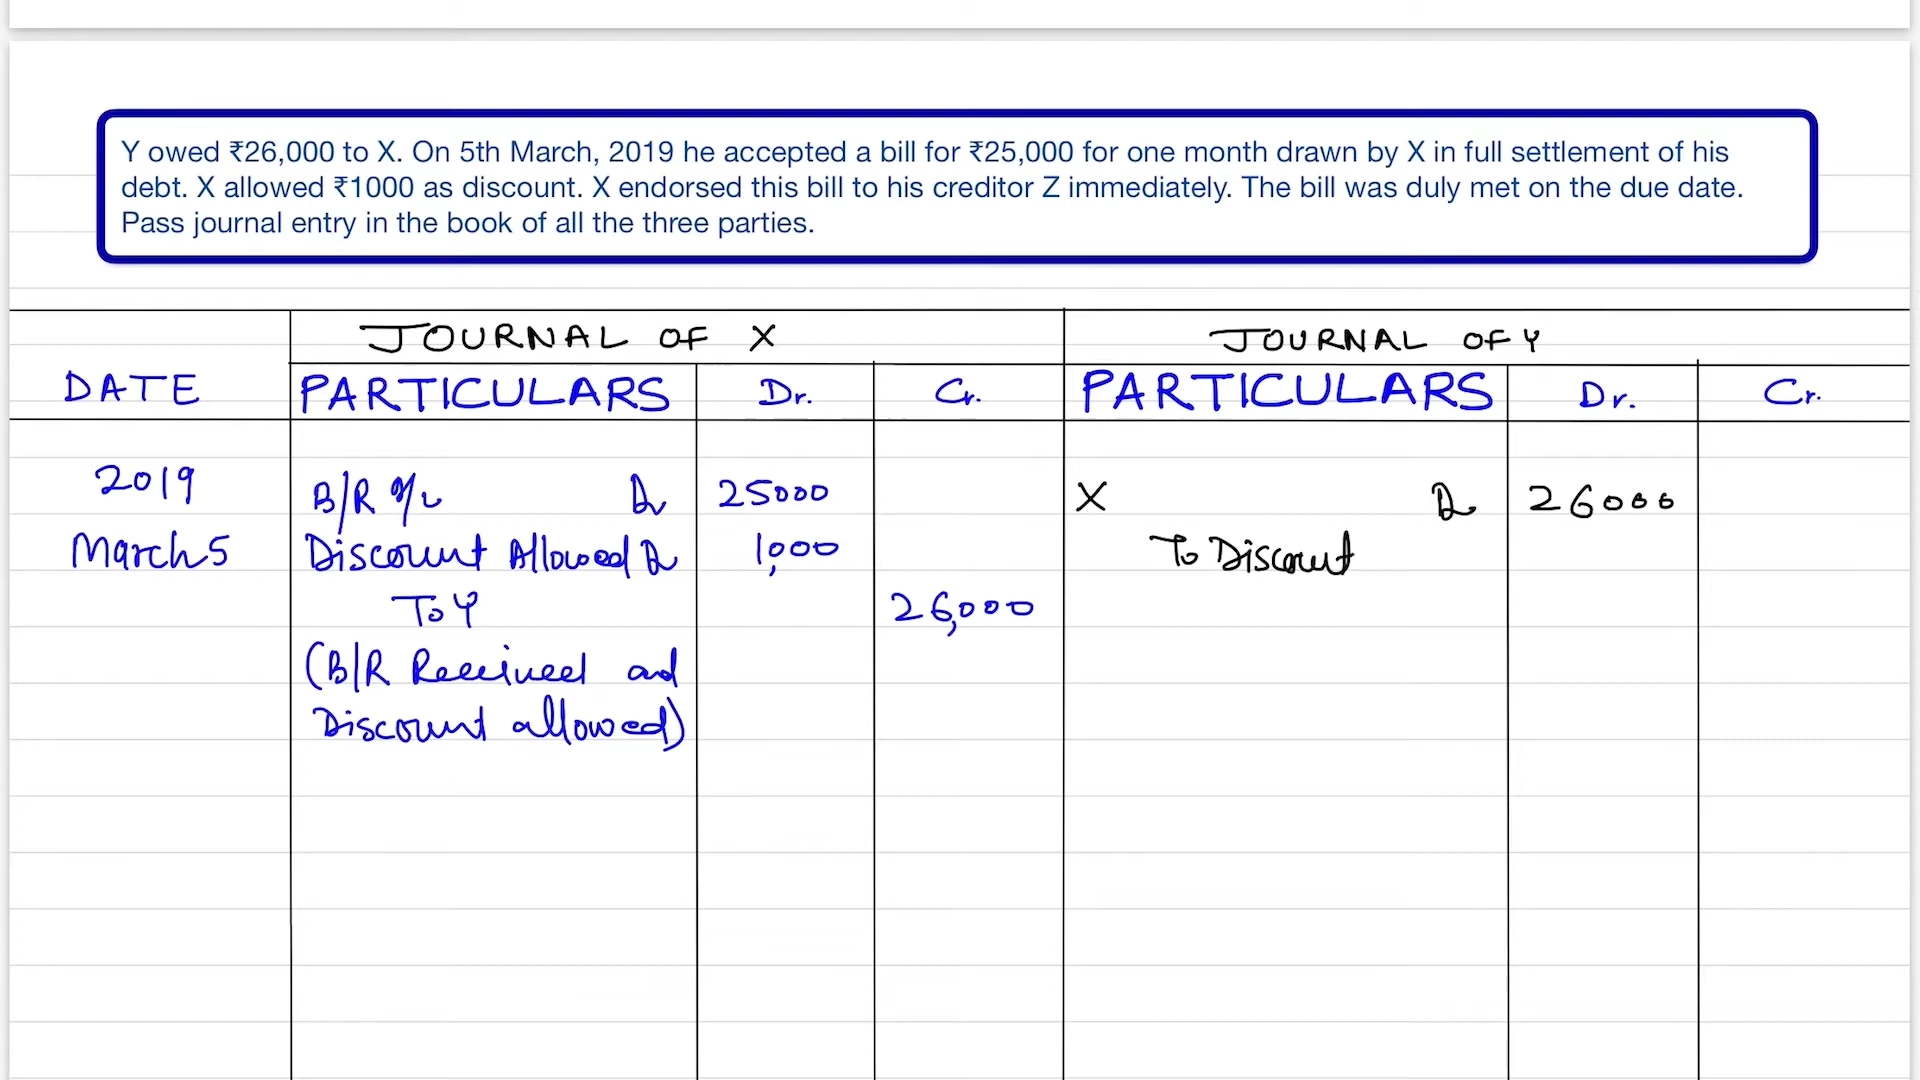 Y owed ₹26,000 to X. On 5th March, 2019 he accepted a bill for ₹25,000 for one month drawn by X in full settlement of his
debt. X allowed ₹1000 as discount. X endorsed this bill to his creditor Z immediately. The bill was duly met on the due date.
Pass journal entry in the book of all the three parties.
JOURNAL OF X JOURNAL OF Y
DATE PARTICULARS Dr. Cr. PARTICULARS Dr. Cr.
2019 B/R a/c Dr 25000 X Dr 26000
March 5 Discount Allowed Dr 1,000 To Discount
To Y 26,000
(B/R Received and
Discount allowed)